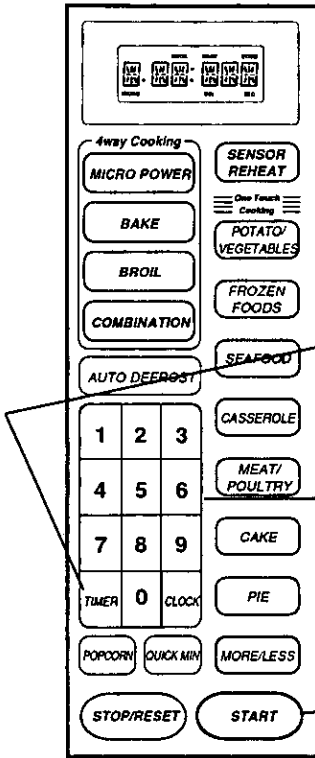 4way Cooking
MICRO POWER
BAKE
BROIL
COMBINATION
AUTO DEFROST
1 2 3
4 5 6
7 8 9
TIMER 0 CLOCK
POPCORN QUICK MIN
STOP/RESET
SENSOR
REHEAT
One Touch
Cooking
POTATO/
VEGETABLES
FROZEN
FOODS
SEAFOOD
CASSEROLE
MEAT/
POULTRY
CAKE
PIE
MORE/LESS
START